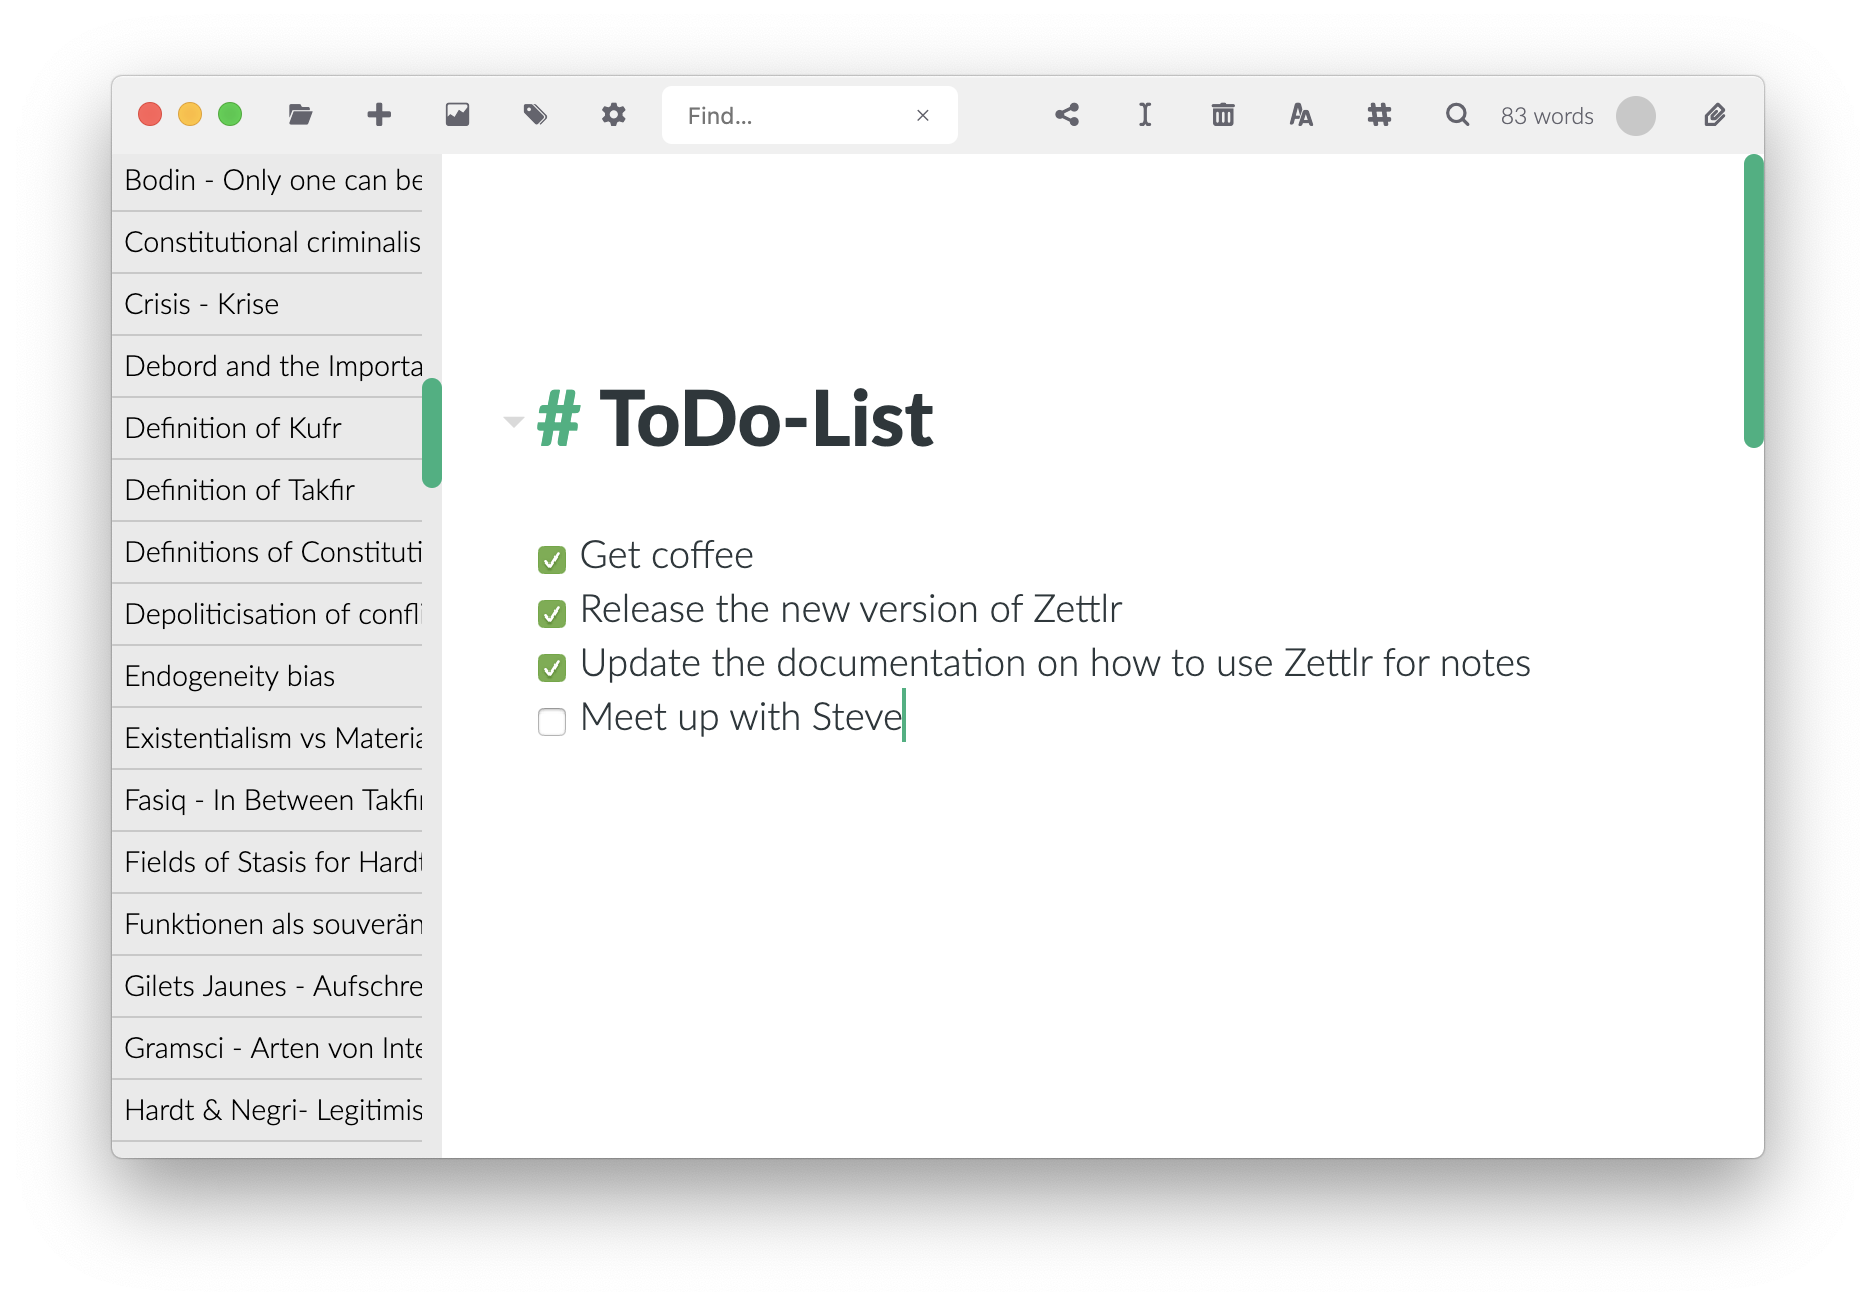 Find...
83 words
Bodin - Only one can be
Constitutional criminalis
Crisis - Krise
Debord and the Importa
Definition of Kufr
Definition of Takfir
Definitions of Constituti
Depoliticisation of confli
Endogeneity bias
Existentialism vs Materia
Fasiq - In Between Takfir
Fields of Stasis for Hardt
Funktionen als souverän
Gilets Jaunes - Aufschre
Gramsci - Arten von Inte
Hardt & Negri- Legitimis
# ToDo-List
Get coffee
Release the new version of Zettlr
Update the documentation on how to use Zettlr for notes
Meet up with Steve